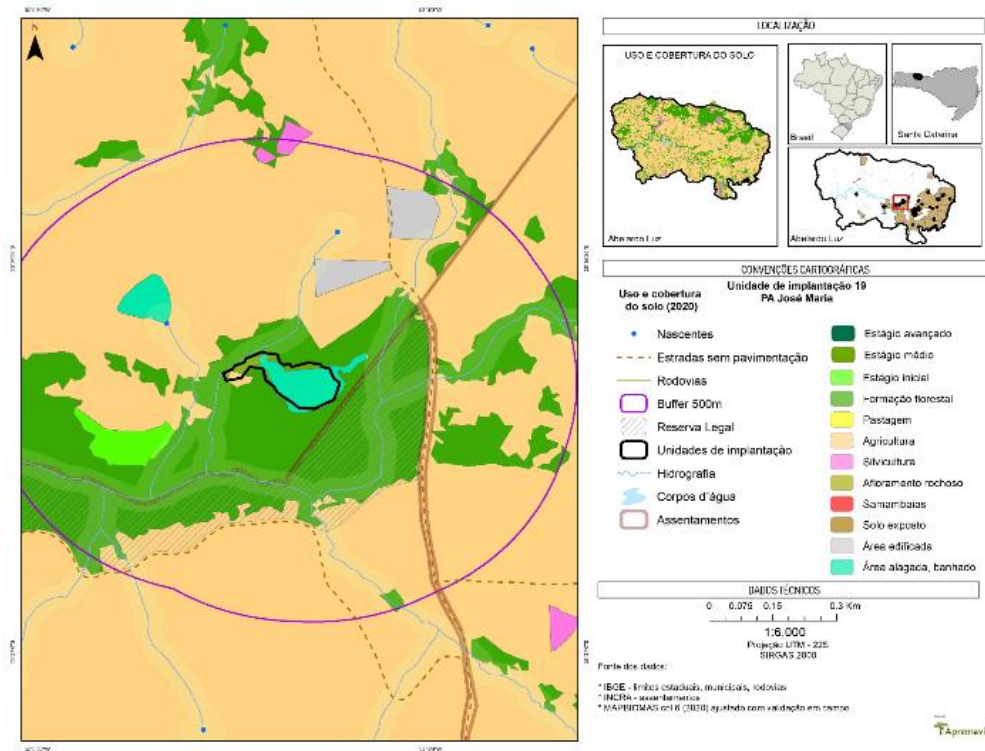 N
LOCALIZAÇÃO
USO E COBERTURA DO SOLO
Abelardo Luz
Brasil
Santa Catarina
Abelardo Luz
CONVENÇÕES CARTOGRÁFICAS
Unidade de implantação 19
PA José Maria
Uso e cobertura
do solo (2020)
Nascentes
Estradas sem pavimentação
Rodovias
Buffer 500m
Reserva Legal
Unidades de implantação
Hidrografia
Corpos d´água
Assentamentos
Estágio avançado
Estágio médio
Estágio inicial
Formação florestal
Pastagem
Agricultura
Silvicultura
Afloramento rochoso
Samambaias
Solo exposto
Área edificada
Área alagada, banhado
DADOS TÉCNICOS
0 0.075 0.15 0.3 Km
1:6,000
Projeção UTM - 22S
SIRGAS 2000
Fonte dos dados:
* IBGE - limites estaduais, municipais, rodovias
* INCRA - assentamentos
* MAPBIOMAS col 6 (2020) ajustado com validação em campo
Apremavi